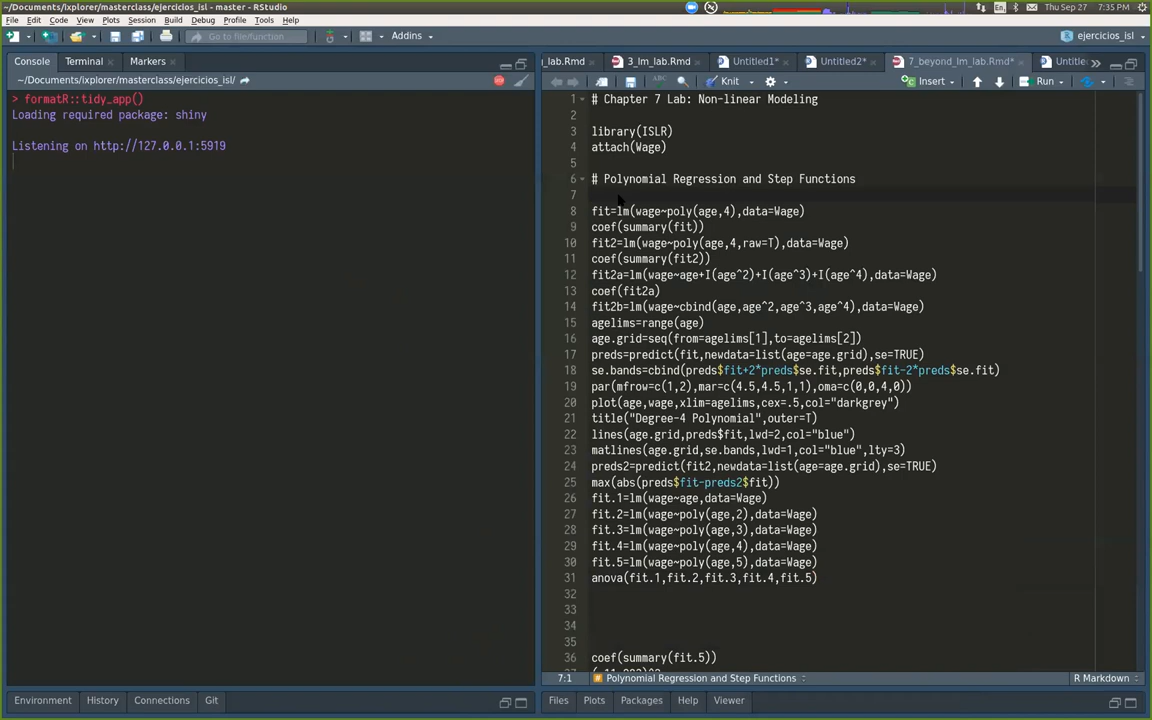 ~/Documents/ixplorer/masterclass/ejercicios_isl - master - RStudio
Thu Sep 27 7:35 PM
File Edit Code View Plots Session Build Debug Profile Tools Help
Go to file/function
Addins
ejercicios_isl
Console Terminal Markers
~/Documents/ixplorer/masterclass/ejercicios_isl/
> formatR::tidy_app()
Loading required package: shiny
Listening on http://127.0.0.1:5919
Environment History Connections Git
_lab.Rmd 3_lm_lab.Rmd Untitled1* Untitled2* 7_beyond_lm_lab.Rmd* Untitle
Knit Insert Run
1 # Chapter 7 Lab: Non-linear Modeling
2
3 library(ISLR)
4 attach(Wage)
5
6 # Polynomial Regression and Step Functions
7
8 fit=lm(wage~poly(age,4),data=Wage)
9 coef(summary(fit))
10 fit2=lm(wage~poly(age,4,raw=T),data=Wage)
11 coef(summary(fit2))
12 fit2a=lm(wage~age+I(age^2)+I(age^3)+I(age^4),data=Wage)
13 coef(fit2a)
14 fit2b=lm(wage~cbind(age,age^2,age^3,age^4),data=Wage)
15 agelims=range(age)
16 age.grid=seq(from=agelims[1],to=agelims[2])
17 preds=predict(fit,newdata=list(age=age.grid),se=TRUE)
18 se.bands=cbind(preds$fit+2*preds$se.fit,preds$fit-2*preds$se.fit)
19 par(mfrow=c(1,2),mar=c(4.5,4.5,1,1),oma=c(0,0,4,0))
20 plot(age,wage,xlim=agelims,cex=.5,col="darkgrey")
21 title("Degree-4 Polynomial",outer=T)
22 lines(age.grid,preds$fit,lwd=2,col="blue")
23 matlines(age.grid,se.bands,lwd=1,col="blue",lty=3)
24 preds2=predict(fit2,newdata=list(age=age.grid),se=TRUE)
25 max(abs(preds$fit-preds2$fit))
26 fit.1=lm(wage~age,data=Wage)
27 fit.2=lm(wage~poly(age,2),data=Wage)
28 fit.3=lm(wage~poly(age,3),data=Wage)
29 fit.4=lm(wage~poly(age,4),data=Wage)
30 fit.5=lm(wage~poly(age,5),data=Wage)
31 anova(fit.1,fit.2,fit.3,fit.4,fit.5)
32
33
34
35
36 coef(summary(fit.5))
7:1 Polynomial Regression and Step Functions R Markdown
Files Plots Packages Help Viewer